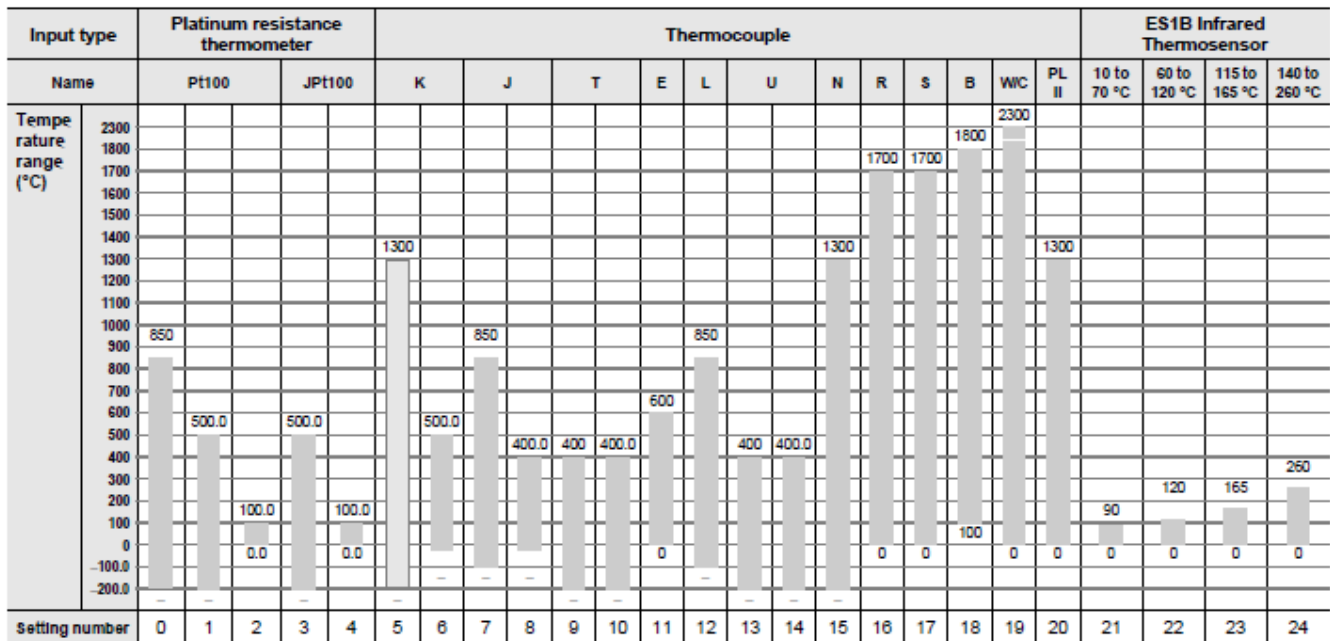 Input type Platinum resistance thermometer Thermocouple ES1B Infrared Thermosensor
Name Pt100 JPt100 K J T E L U N R S B W/C PL II 10 to 70 °C 60 to 120 °C 115 to 165 °C 140 to 260 °C
Tempe
rature
range
(°C)
2300 2300
1800 1800
1700 1700 1700
1600
1500
1400
1300 1300 1300 1300
1200
1100
1000
900 850 850 850
800
700
600 600
500 500.0 500.0 500.0
400 400.0 400 400.0 400 400.0
300 260
200 120 165
100 100.0 100.0 100 90
0 0.0 0.0 0 0 0 0 0 0 0 0 0
−100.0 – – –
−200.0 – – – – – – – – –
Setting number 0 1 2 3 4 5 6 7 8 9 10 11 12 13 14 15 16 17 18 19 20 21 22 23 24